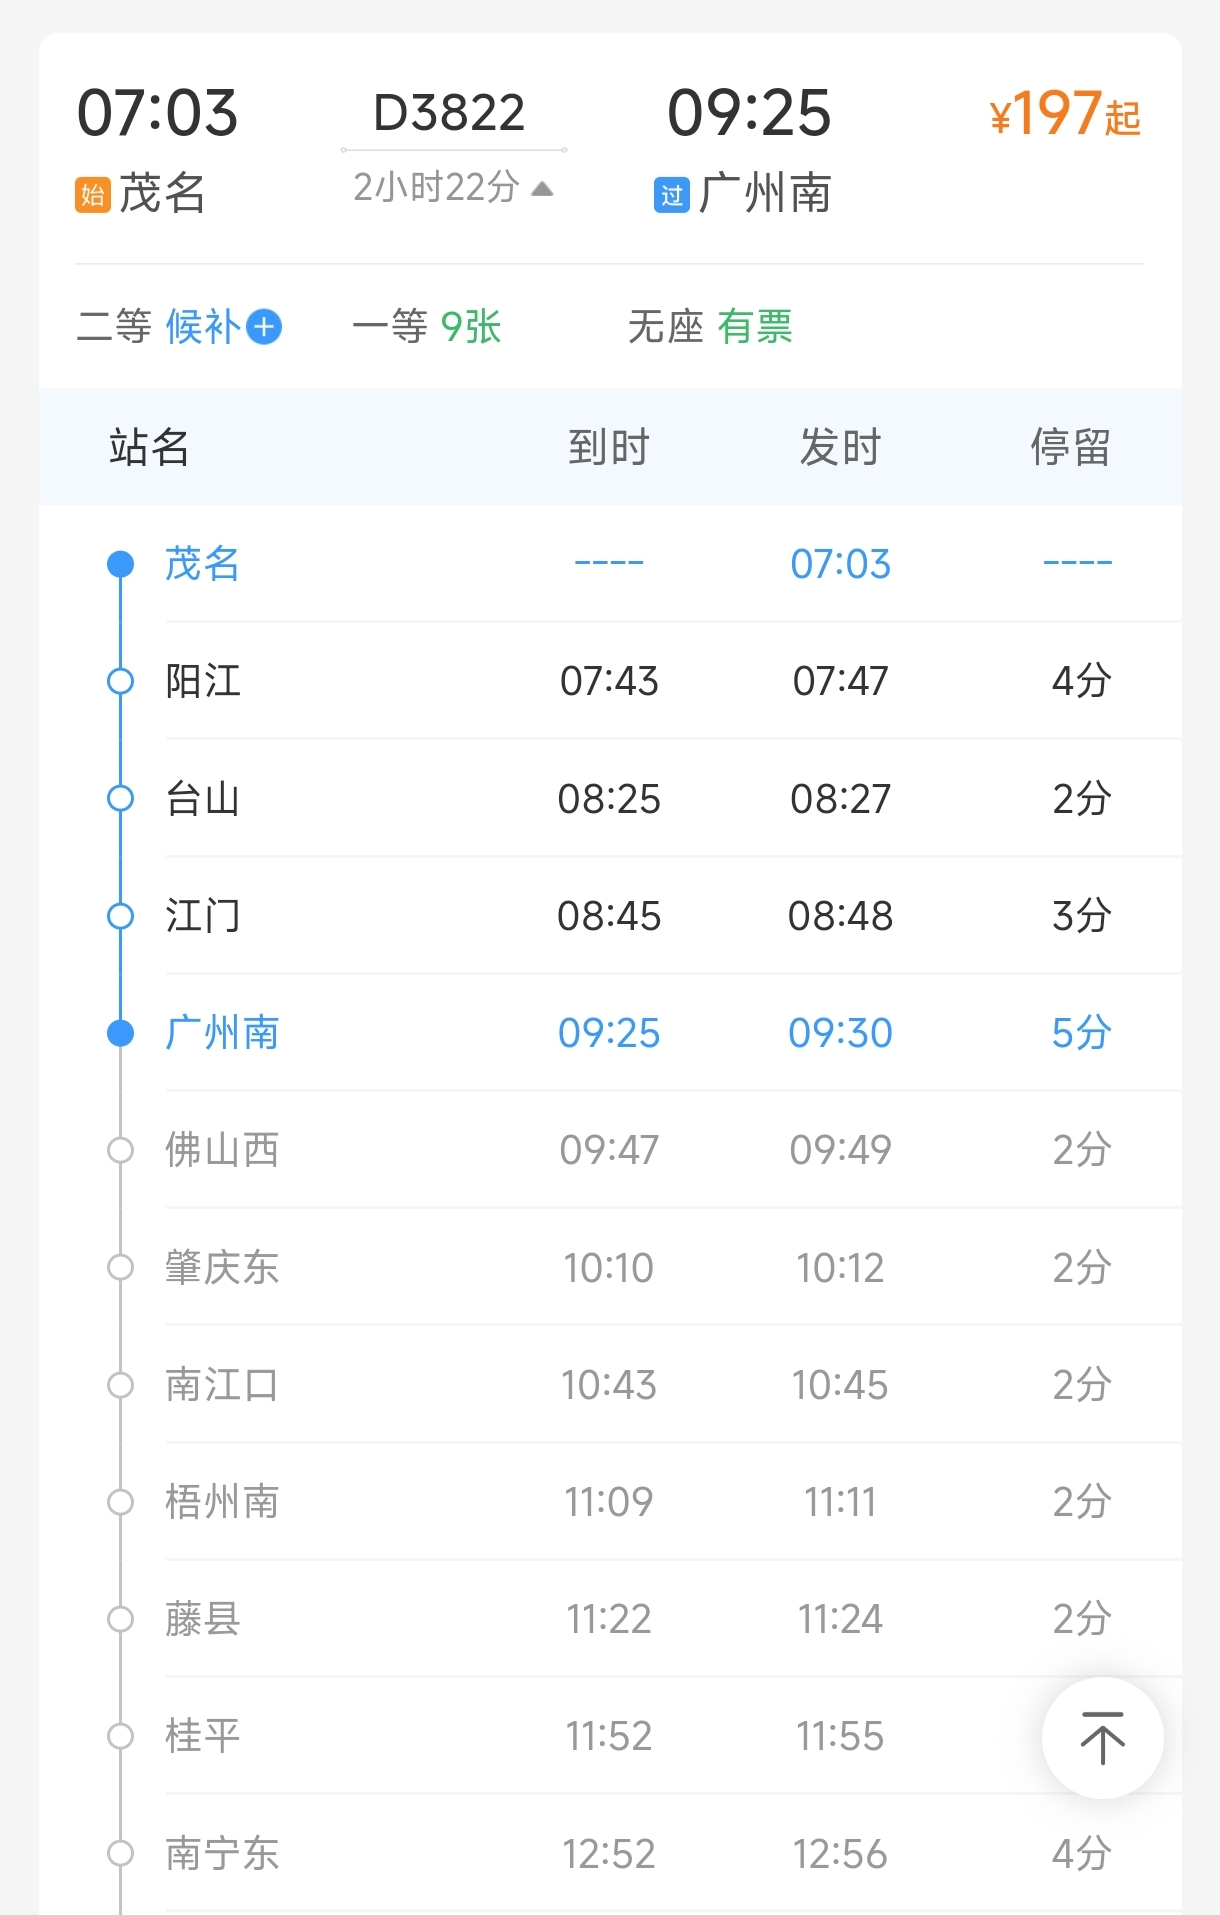 07:03 D3822 09:25 ¥197起
始 茂名 2小时22分 过 广州南
二等 候补 一等 9张 无座 有票
站名 到时 发时 停留
茂名 ---- 07:03 ----
阳江 07:43 07:47 4分
台山 08:25 08:27 2分
江门 08:45 08:48 3分
广州南 09:25 09:30 5分
佛山西 09:47 09:49 2分
肇庆东 10:10 10:12 2分
南江口 10:43 10:45 2分
梧州南 11:09 11:11 2分
藤县 11:22 11:24 2分
桂平 11:52 11:55
南宁东 12:52 12:56 4分